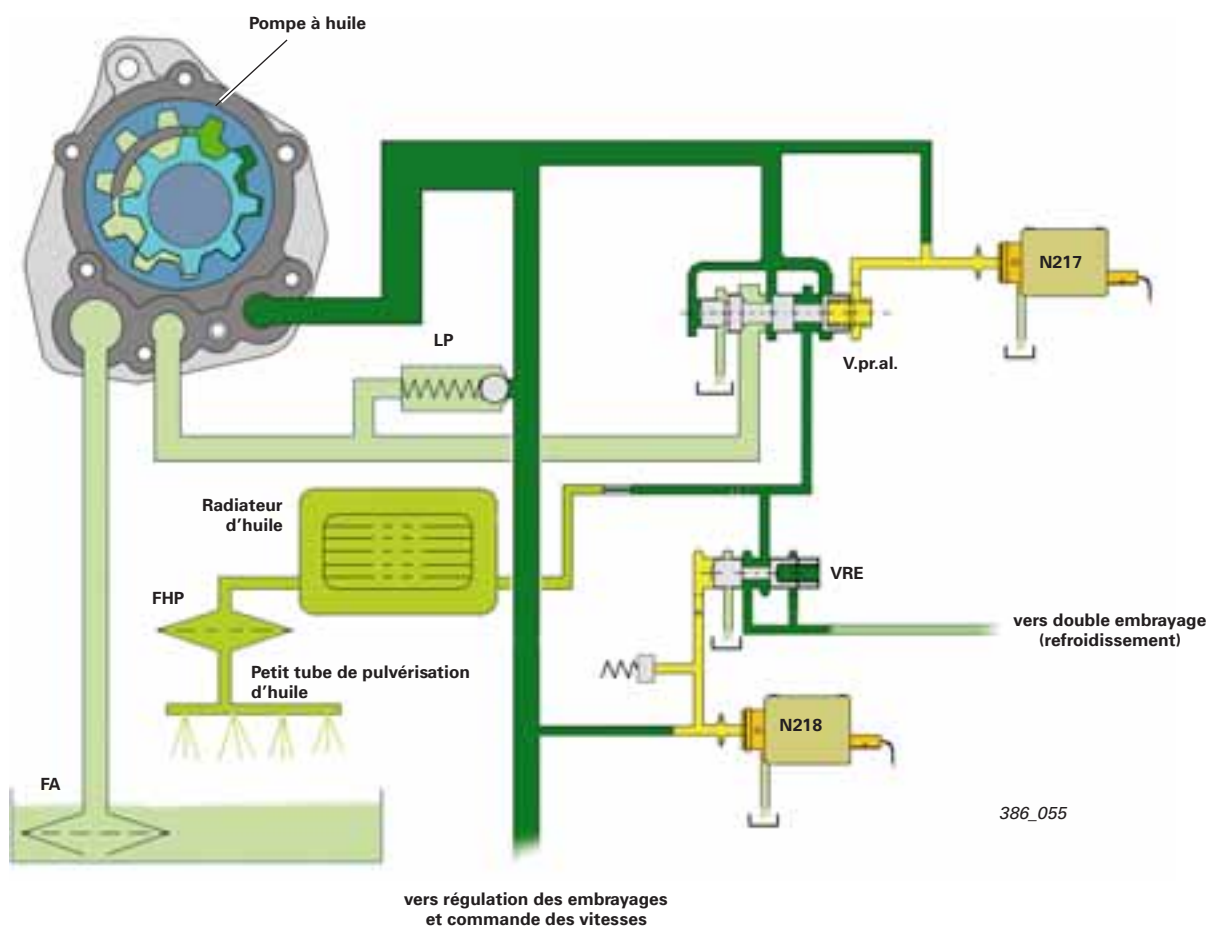 Pompe à huile
N217
LP
V.pr.al.
Radiateur
d'huile
VRE
FHP
vers double embrayage
(refroidissement)
Petit tube de pulvérisation
d'huile
N218
FA
386_055
vers régulation des embrayages
et commande des vitesses